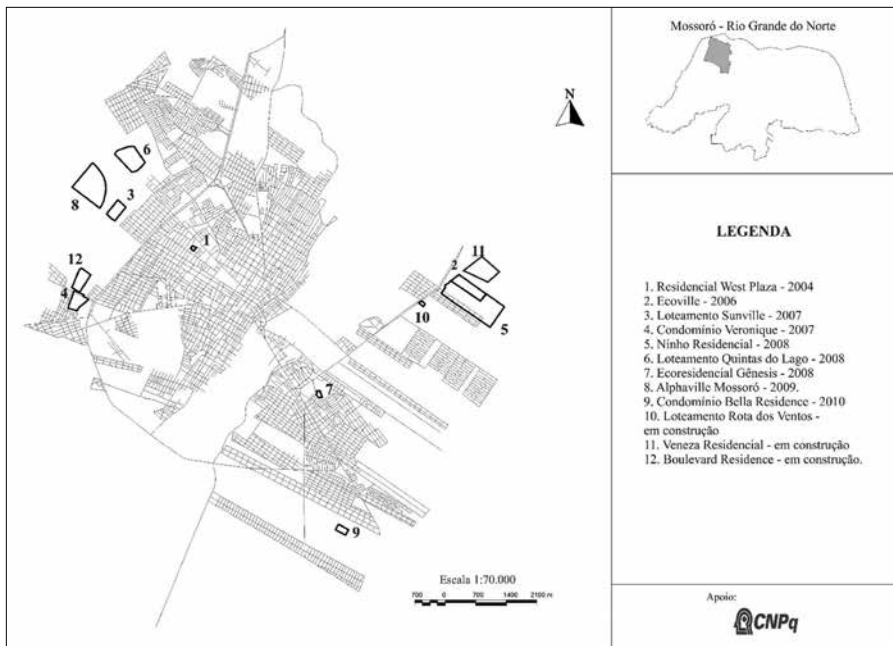 Mossoró - Rio Grande do Norte
N
6
8
3
1
12
4
11
2
10
5
7
9
LEGENDA
1. Residencial West Plaza - 2004
2. Ecoville - 2006
3. Loteamento Sunville - 2007
4. Condomínio Veronique - 2007
5. Ninho Residencial - 2008
6. Loteamento Quintas do Lago - 2008
7. Ecoresidencial Gênesis - 2008
8. Alphaville Mossoró - 2009.
9. Condomínio Bella Residence - 2010
10. Loteamento Rota dos Ventos -
em construção
11. Veneza Residencial - em construção
12. Boulevard Residence - em construção.
Escala 1:70.000
700 0 700 1400 2100 m
Apoio:
CNPq